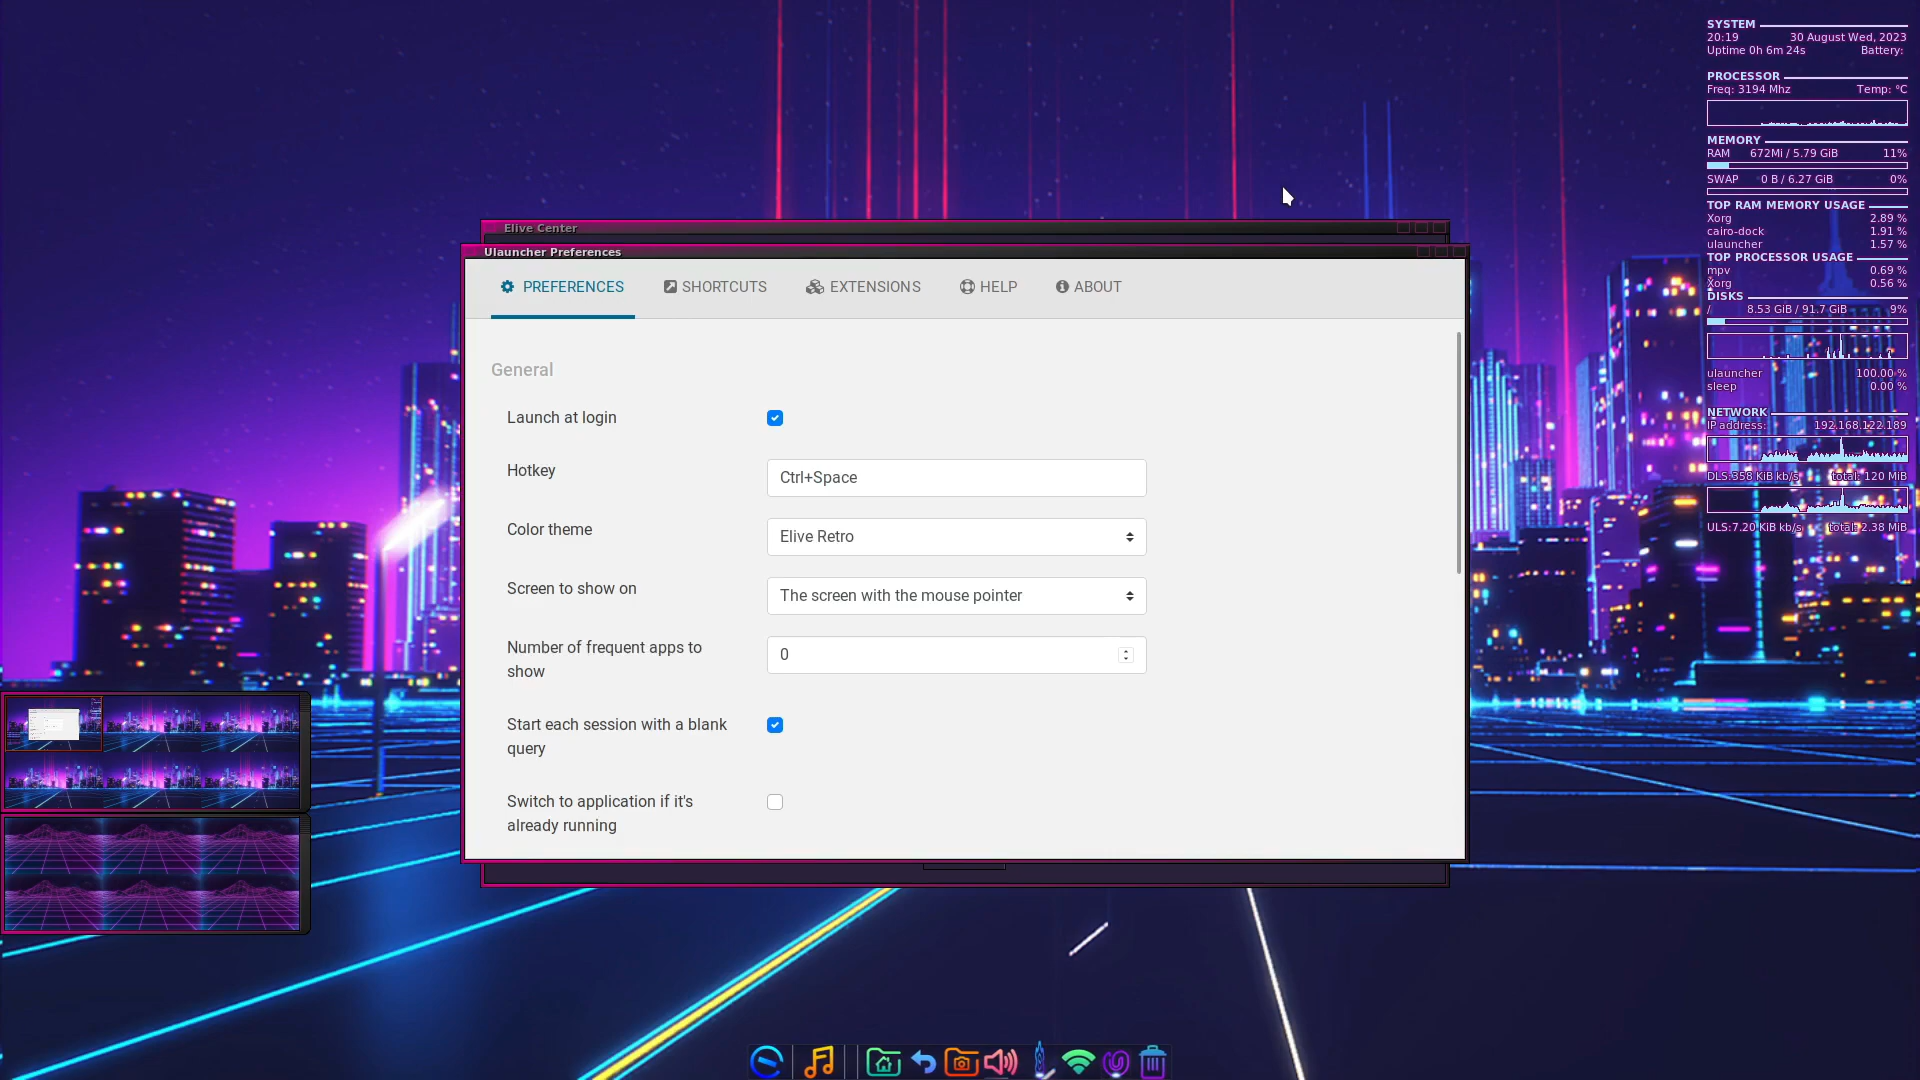 SYSTEM
20:19 30 August Wed, 2023
Uptime 0h 6m 24s Battery:
PROCESSOR
Freq: 3194 Mhz Temp: °C
MEMORY
RAM 672Mi / 5.79 GiB 11%
SWAP 0 B / 6.27 GiB 0%
TOP RAM MEMORY USAGE
Xorg 2.89 %
cairo-dock 1.91 %
ulauncher 1.57 %
TOP PROCESSOR USAGE
mpv 0.69 %
Xorg 0.56 %
DISKS
/ 8.53 GiB / 91.7 GiB 9%
ulauncher 100.00 %
sleep 0.00 %
NETWORK
IP address: 192.168.122.189
DLS:358 KiB kb/s total: 120 MiB
ULS:7.20 KiB kb/s total: 2.38 MiB
Elive Center
Ulauncher Preferences
PREFERENCES SHORTCUTS EXTENSIONS HELP ABOUT
General
Launch at login
Hotkey Ctrl+Space
Color theme Elive Retro
Screen to show on The screen with the mouse pointer
Number of frequent apps to 0
show
Start each session with a blank
query
Switch to application if it's
already running